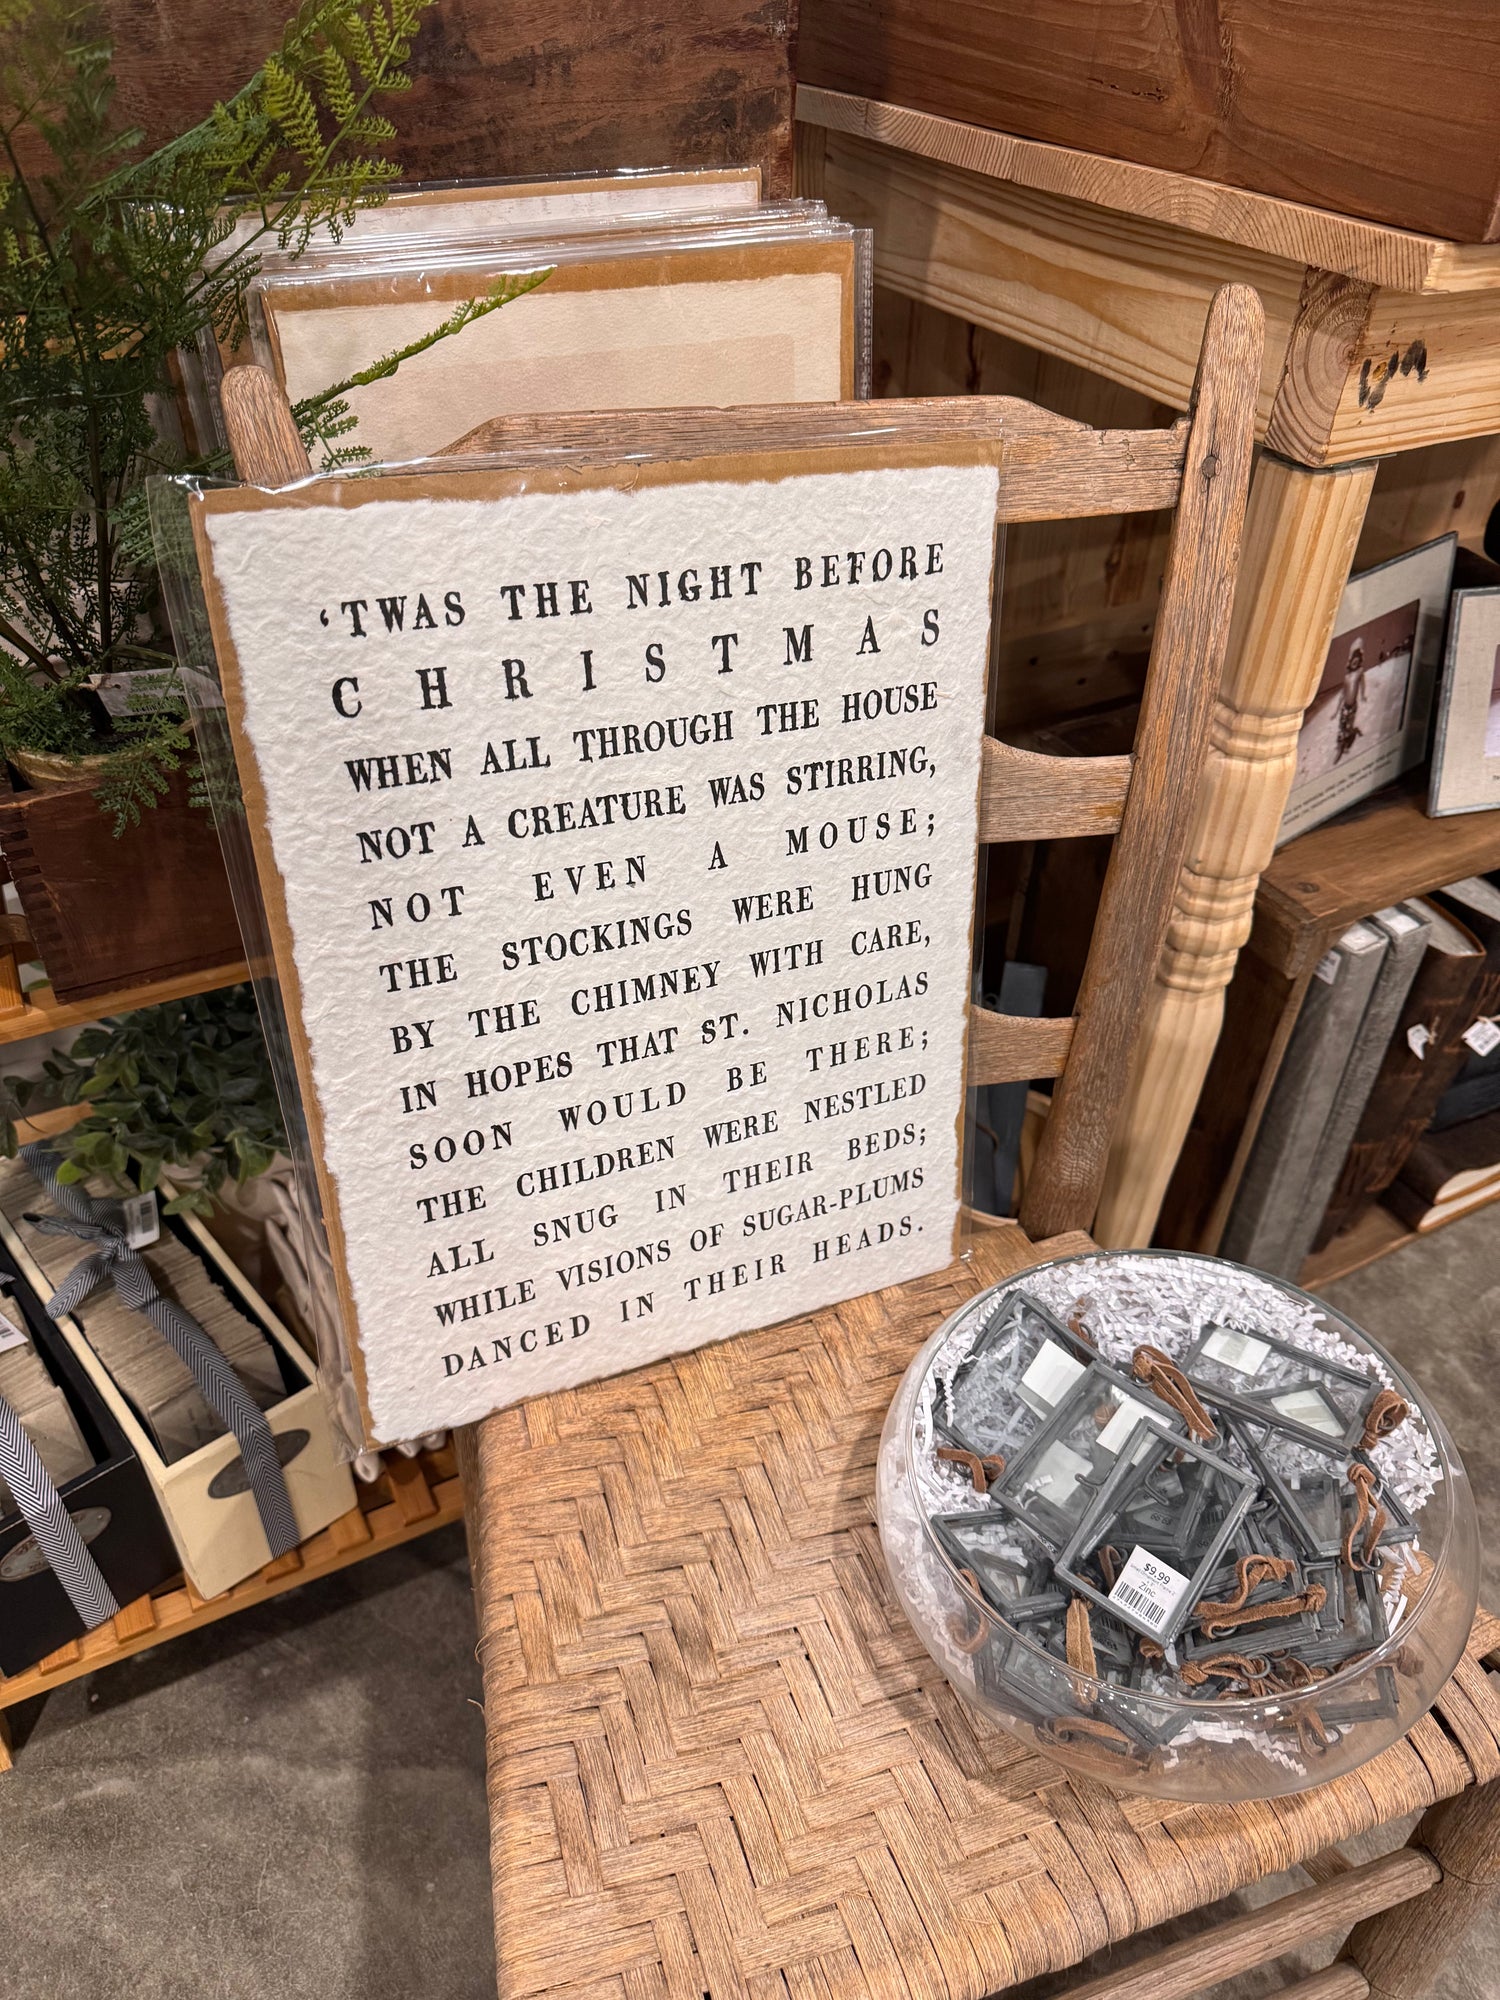 ‘TWAS THE NIGHT BEFORE
CHRISTMAS
WHEN ALL THROUGH THE HOUSE
NOT A CREATURE WAS STIRRING,
NOT EVEN A MOUSE;
THE STOCKINGS WERE HUNG
BY THE CHIMNEY WITH CARE,
IN HOPES THAT ST. NICHOLAS
SOON WOULD BE THERE;
THE CHILDREN WERE NESTLED
ALL SNUG IN THEIR BEDS;
WHILE VISIONS OF SUGAR-PLUMS
DANCED IN THEIR HEADS.
$9.99
Zinc